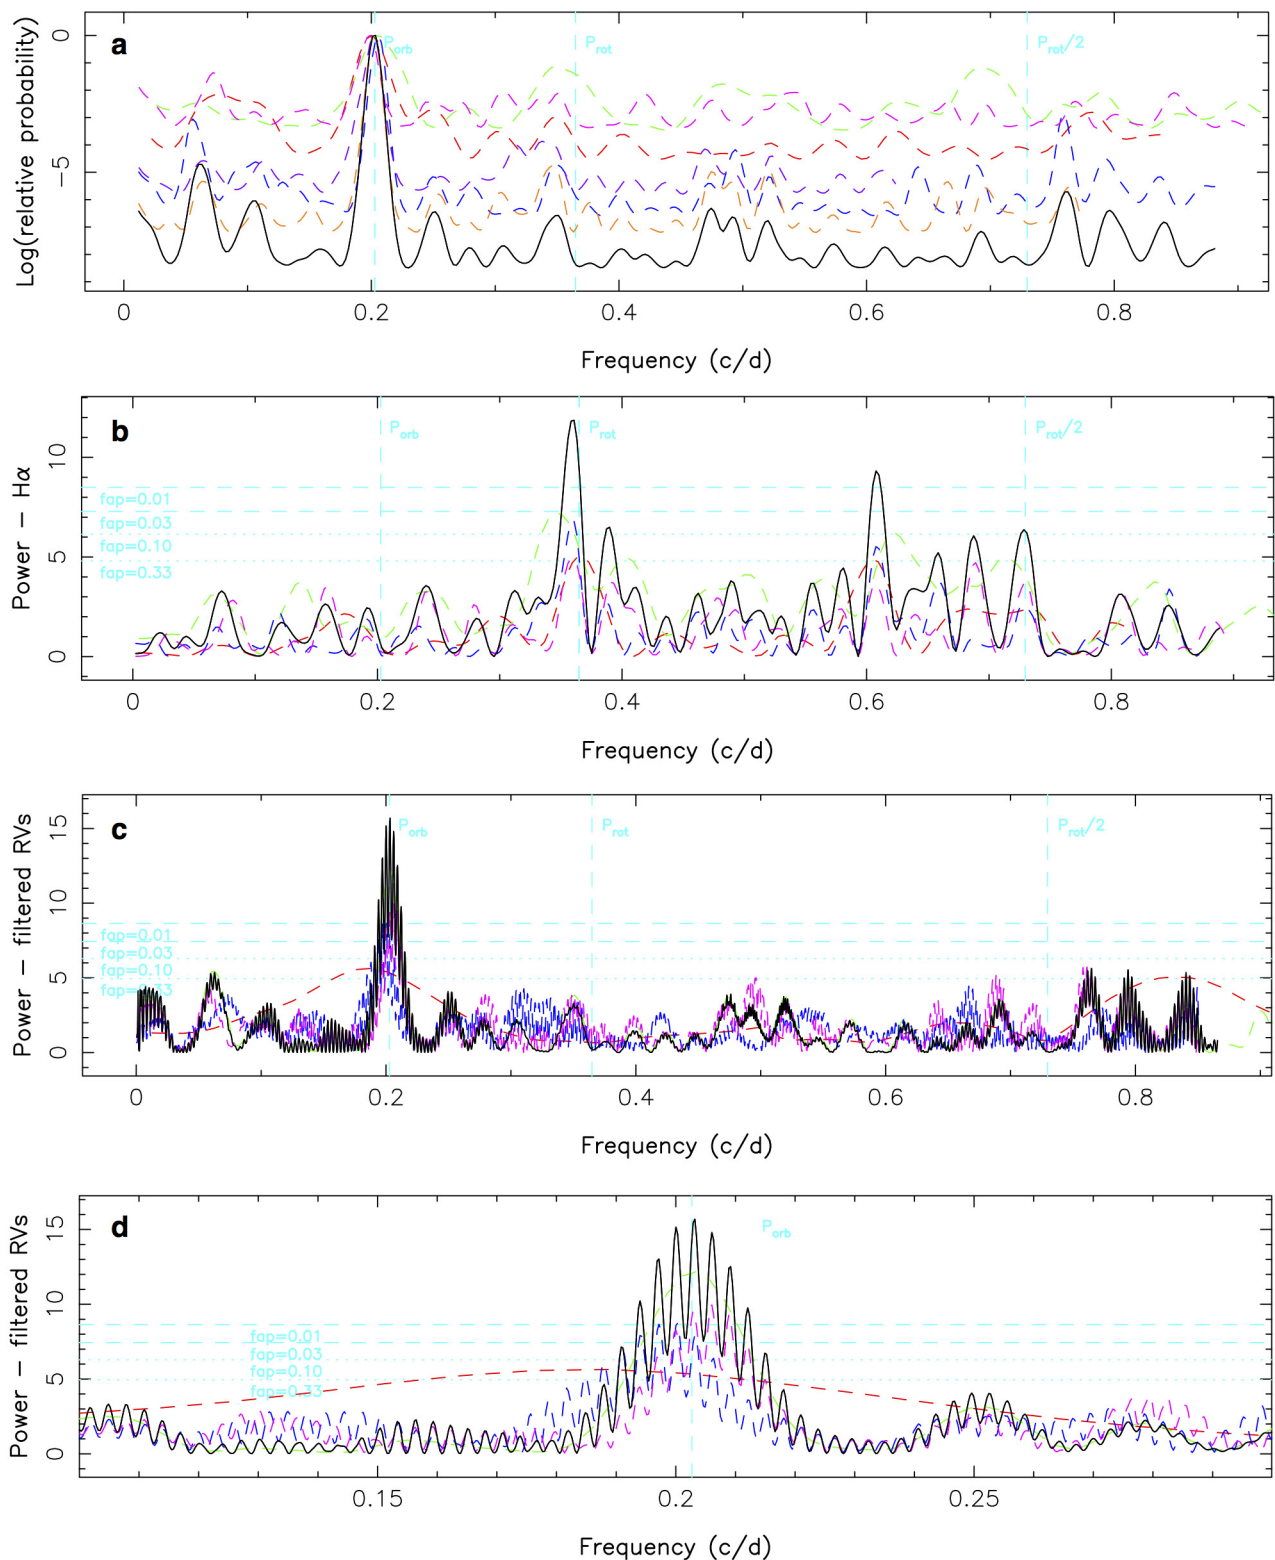 a
P_orb
P_rot
P_rot/2
0
−5
Log(relative probability)
0 0.2 0.4 0.6 0.8
Frequency (c/d)
b
P_orb
P_rot
P_rot/2
10
5
0
fap=0.01
fap=0.03
fap=0.10
fap=0.33
Power − Hα
0 0.2 0.4 0.6 0.8
Frequency (c/d)
c
P_orb
P_rot
P_rot/2
15
10
5
0
fap=0.01
fap=0.03
fap=0.10
fap=0.33
Power − filtered RVs
0 0.2 0.4 0.6 0.8
Frequency (c/d)
d
P_orb
15
10
5
0
fap=0.01
fap=0.03
fap=0.10
fap=0.33
Power − filtered RVs
0.15 0.2 0.25
Frequency (c/d)